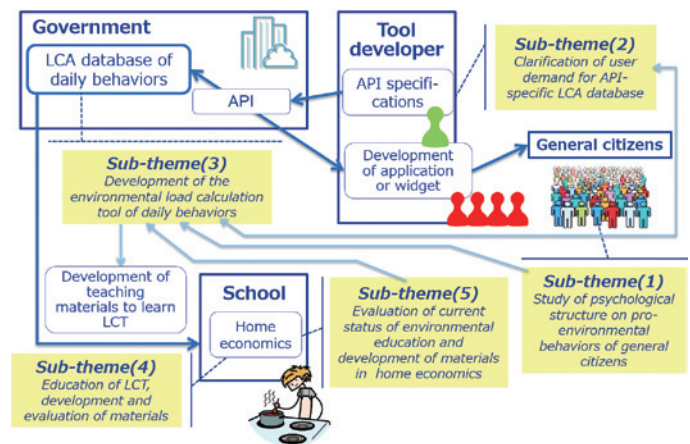 Government
LCA database of
daily behaviors
API
Tool
developer
API specifi-
cations
Development
of application
or widget
Sub-theme(2)
Clarification of user
demand for API-
specific LCA database
General citizens
Sub-theme(3)
Development of the
environmental load calculation
tool of daily behaviors
Development of
teaching
materials to learn
LCT
School
Home
economics
Sub-theme(5)
Evaluation of current
status of environmental
education and
development of materials
in home economics
Sub-theme(1)
Study of psychological
structure on pro-
environmental
behaviors of
general citizens
Sub-theme(4)
Education of LCT,
development and
evaluation of materials